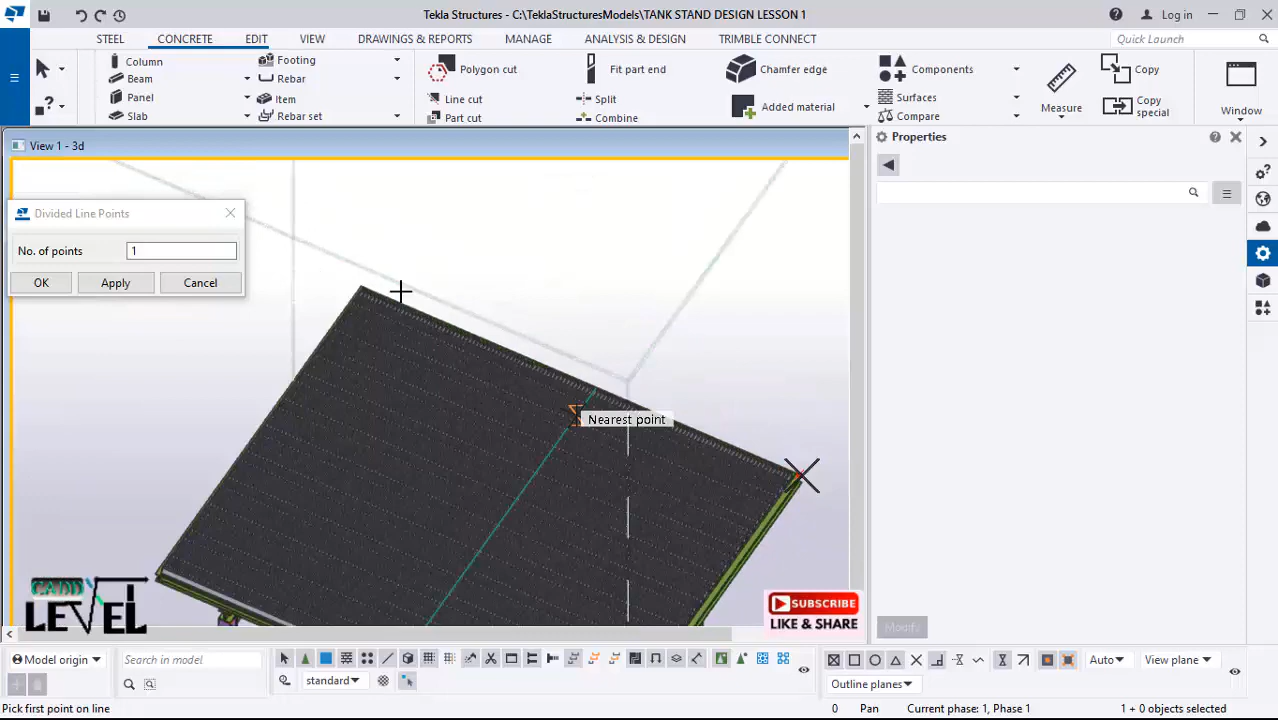 Tekla Structures - C:\TeklaStructuresModels\TANK STAND DESIGN LESSON 1
Log in
STEEL CONCRETE EDIT VIEW DRAWINGS & REPORTS MANAGE ANALYSIS & DESIGN TRIMBLE CONNECT
Quick Launch
Column
Beam
Panel
Slab
Footing
Rebar
Item
Rebar set
Polygon cut
Line cut
Part cut
Fit part end
Split
Combine
Chamfer edge
Added material
Components
Surfaces
Compare
Measure
Copy
Copy special
Window
View 1 - 3d
Properties
Divided Line Points
No. of points 1
OK Apply Cancel
Nearest point
CADD
LEVEL
SUBSCRIBE
LIKE & SHARE
Modify
Model origin
Search in model
standard
Auto
View plane
Outline planes
Pick first point on line
0 Pan Current phase: 1, Phase 1 1 + 0 objects selected